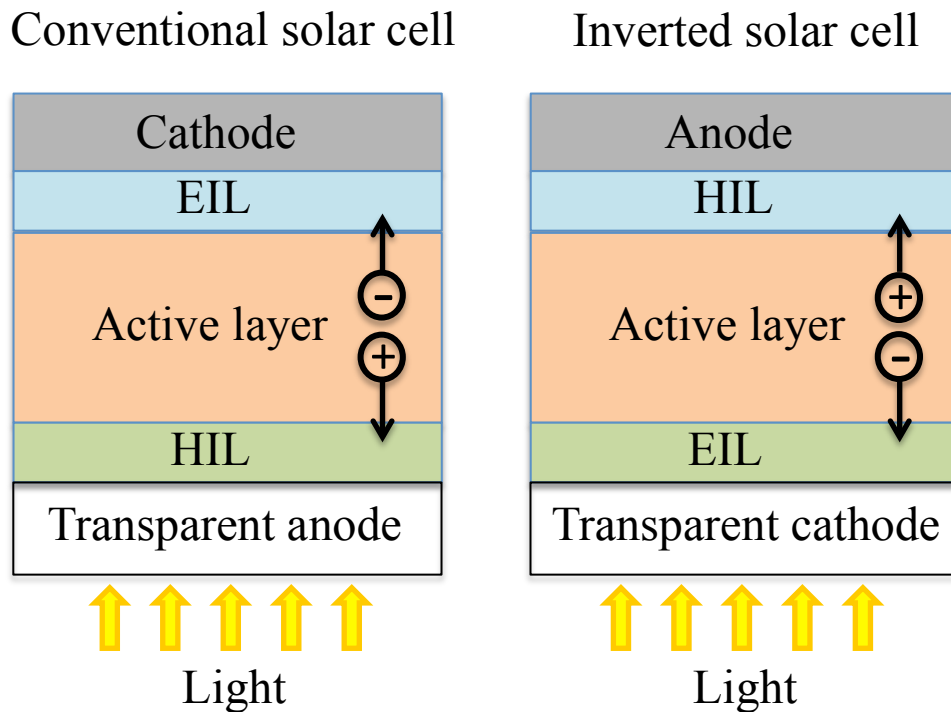 Conventional solar cell
Cathode
EIL
-
Active layer
+
HIL
Transparent anode
Light
Inverted solar cell
Anode
HIL
+
Active layer
-
EIL
Transparent cathode
Light